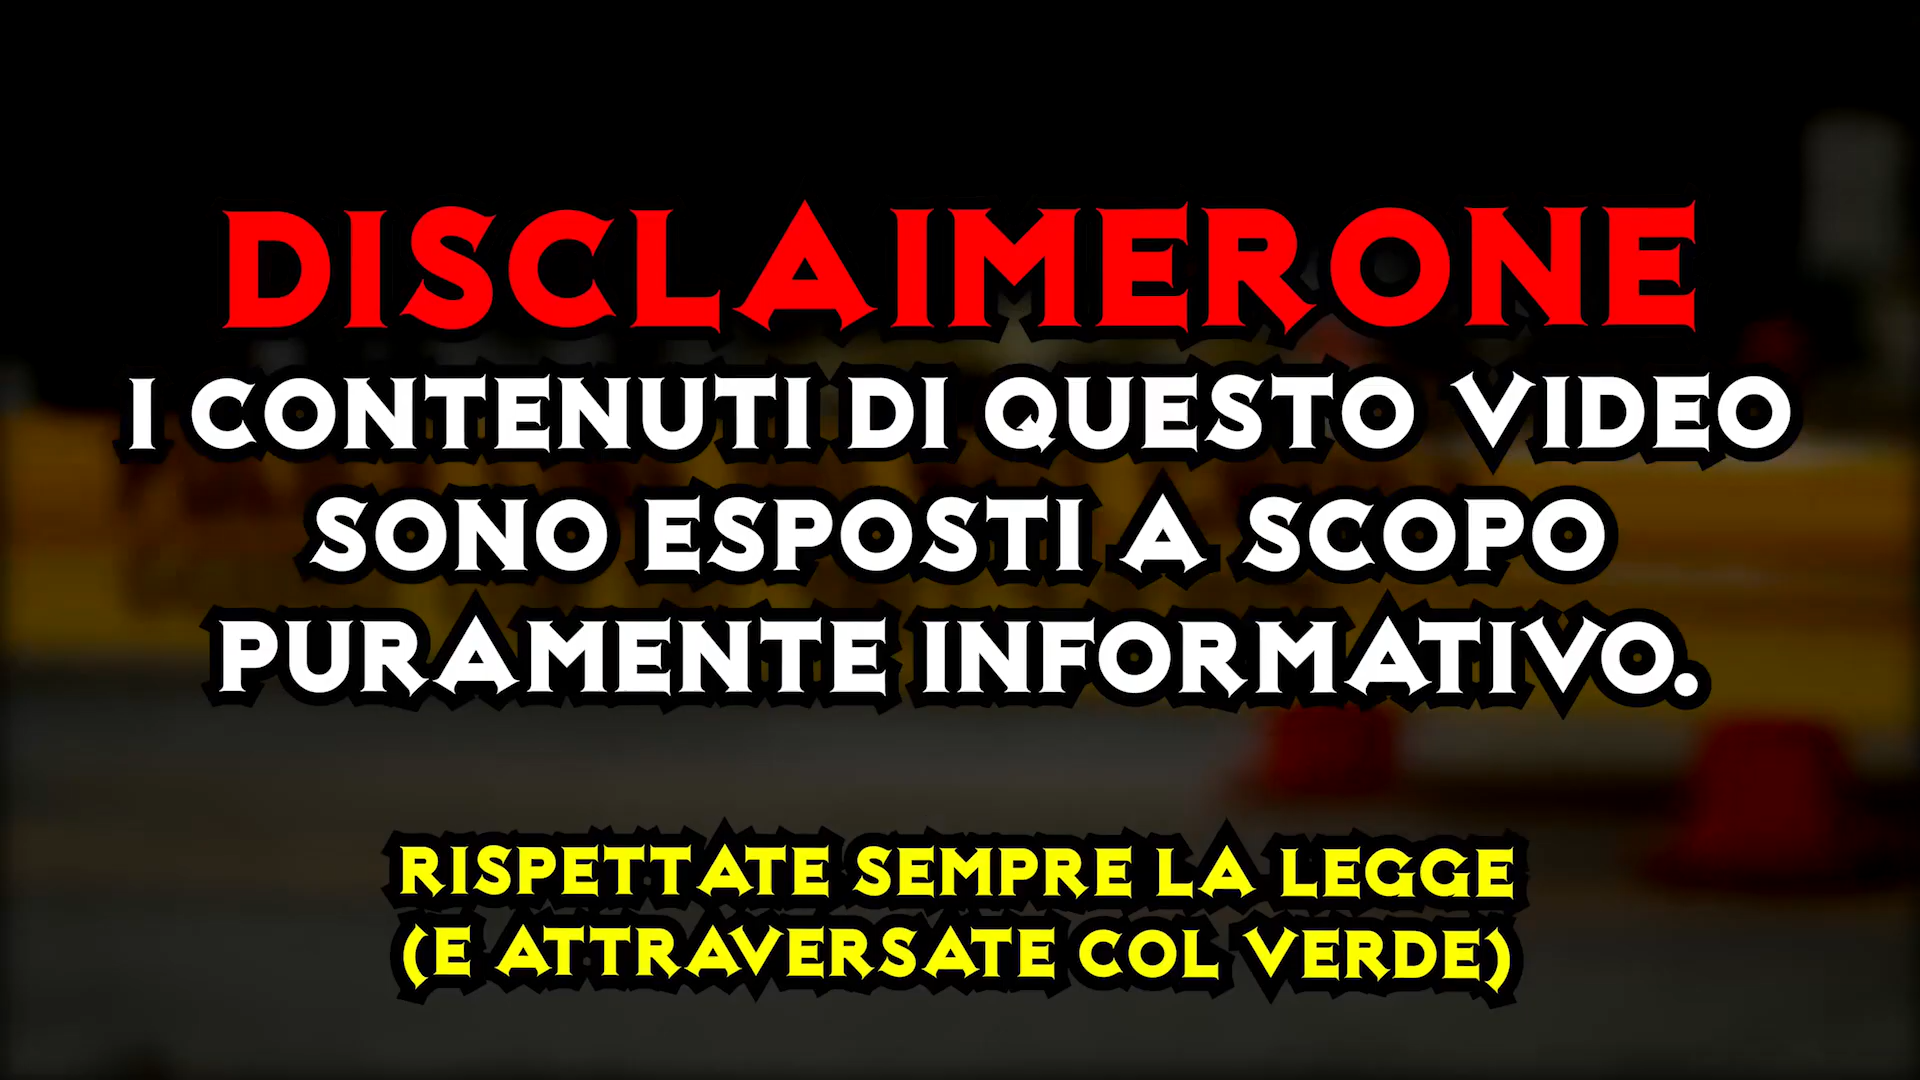 DISCLAIMERONE
I CONTENUTI DI QUESTO VIDEO
SONO ESPOSTI A SCOPO
PURAMENTE INFORMATIVO.
RISPETTATE SEMPRE LA LEGGE
(E ATTRAVERSATE COL VERDE)